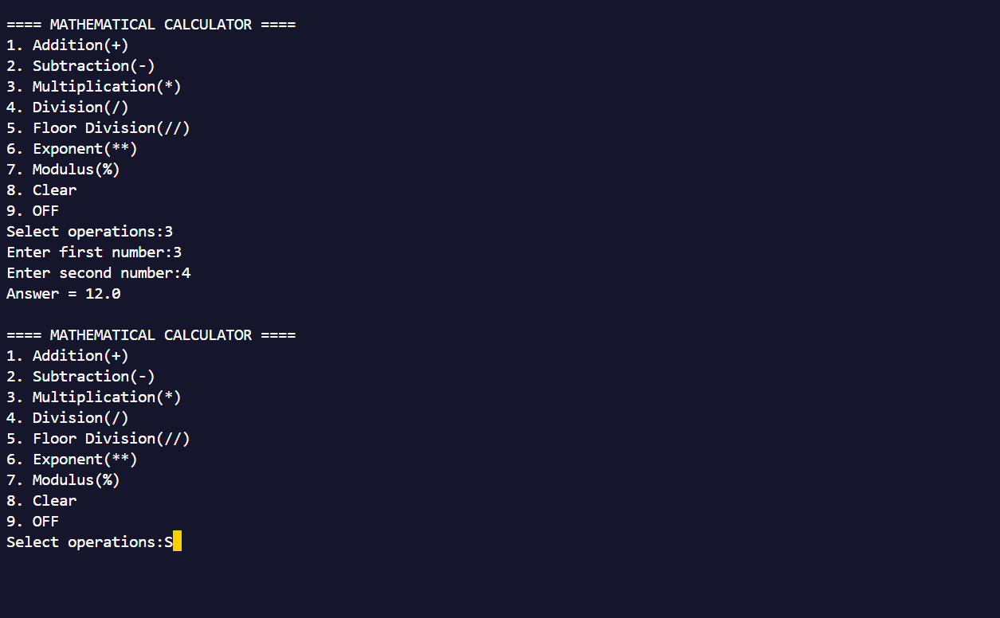 ==== MATHEMATICAL CALCULATOR ====
1. Addition(+)
2. Subtraction(-)
3. Multiplication(*)
4. Division(/)
5. Floor Division(//)
6. Exponent(**)
7. Modulus(%)
8. Clear
9. OFF
Select operations:3
Enter first number:3
Enter second number:4
Answer = 12.0
==== MATHEMATICAL CALCULATOR ====
1. Addition(+)
2. Subtraction(-)
3. Multiplication(*)
4. Division(/)
5. Floor Division(//)
6. Exponent(**)
7. Modulus(%)
8. Clear
9. OFF
Select operations:S